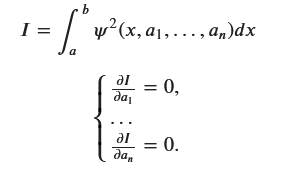 I = ∫_a^b ψ²(x, a₁, . . . , aₙ)dx
{ ∂I/∂a₁ = 0,
. . .
∂I/∂aₙ = 0.